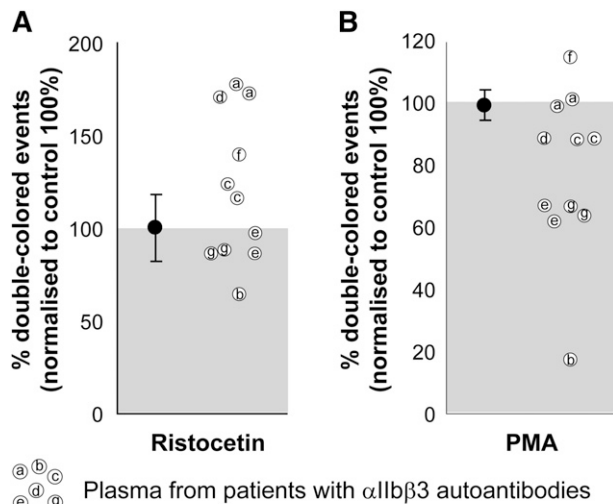 A
% double-colored events
(normalised to control 100%)
200
150
100
50
0
a
d
a
f
c
c
e
g
g
e
b
Ristocetin
B
% double-colored events
(normalised to control 100%)
120
100
80
60
40
20
0
f
a
a
d
c
c
e
g
g
e
b
PMA
a
b
c
d
e
g
Plasma from patients with αIIbβ3 autoantibodies